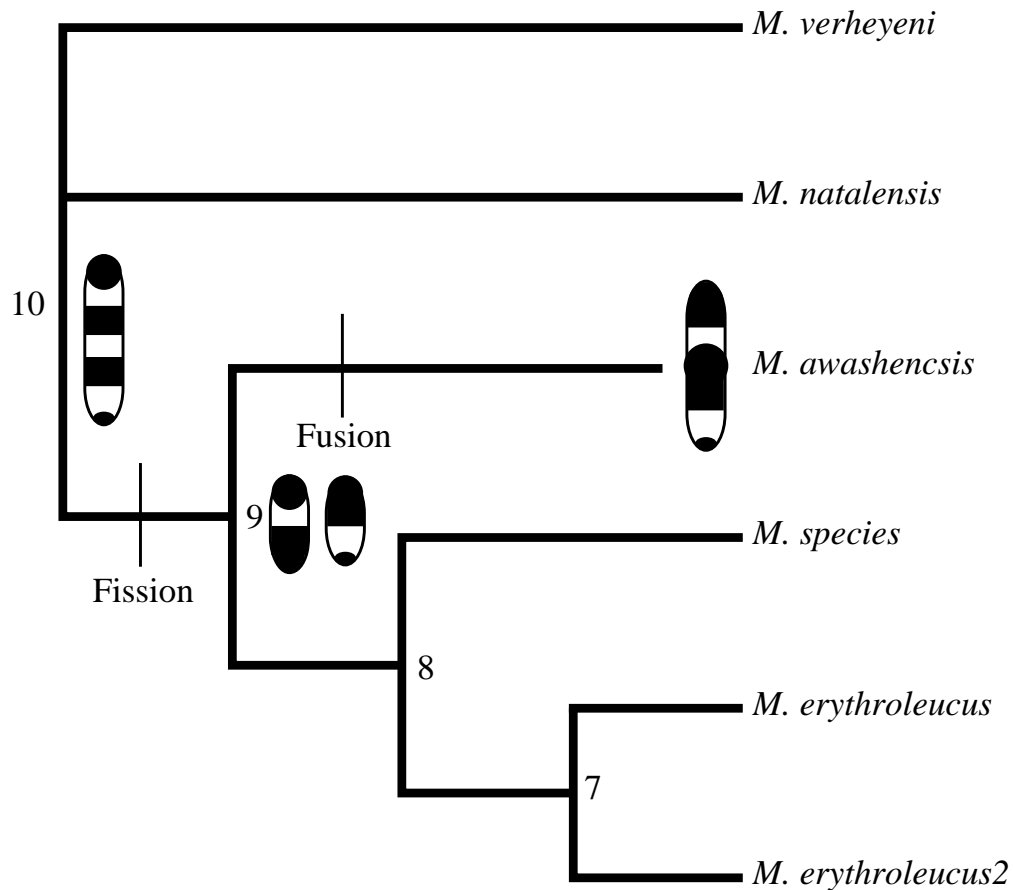 M. verheyeni
M. natalensis
10
M. awashencsis
Fusion
9
M. species
Fission
8
M. erythroleucus
7
M. erythroleucus2